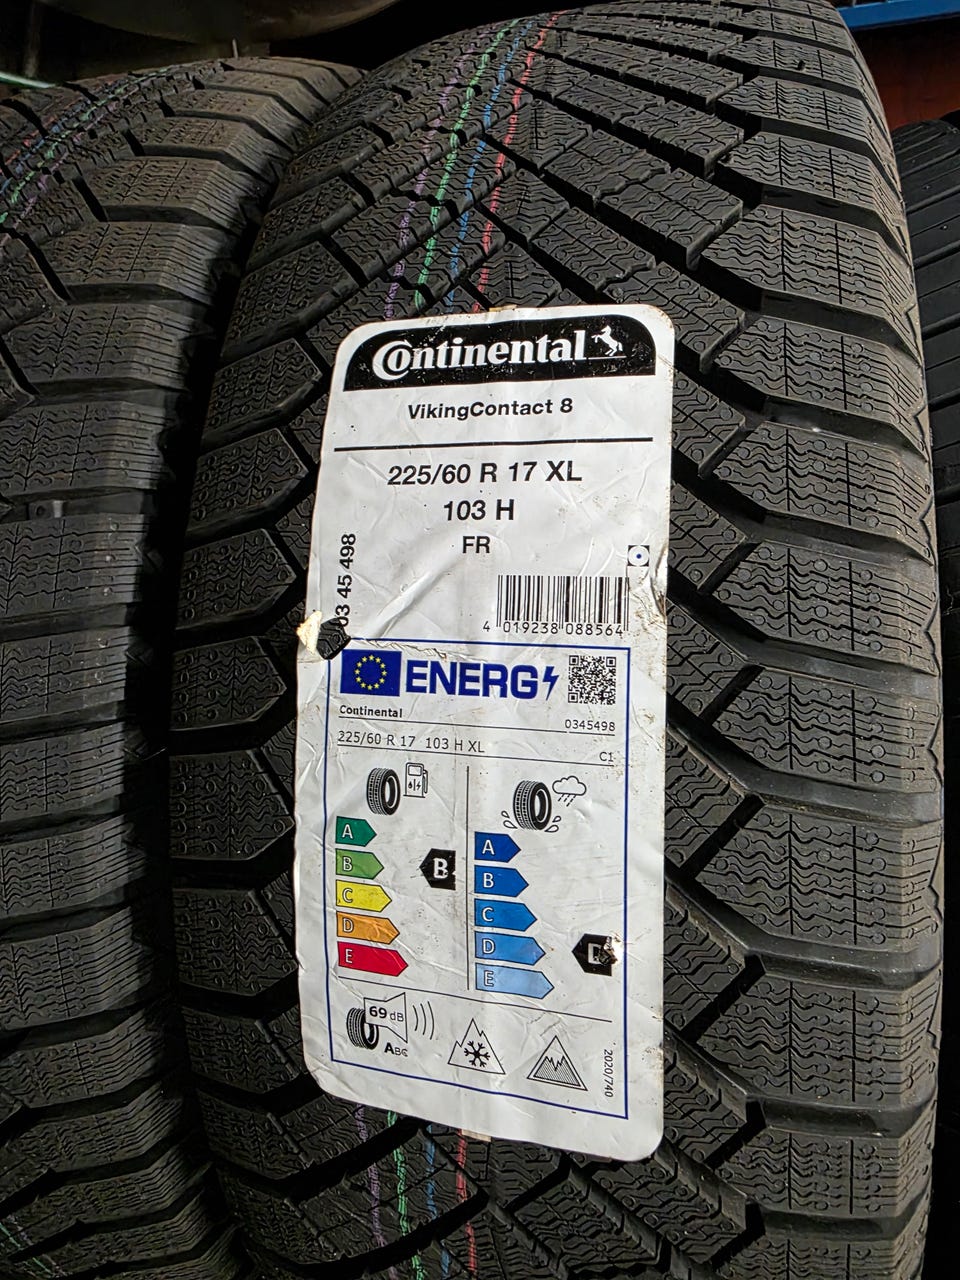 Continental
VikingContact 8
225/60 R 17 XL
103 H
FR
03 45 498
4 019238 088564
ENERG
Continental
0345498
225/60 R 17 103 H XL
C1
A
B
C
D
E
B
A
B
C
D
E
D
69 dB
ABC
2020/740